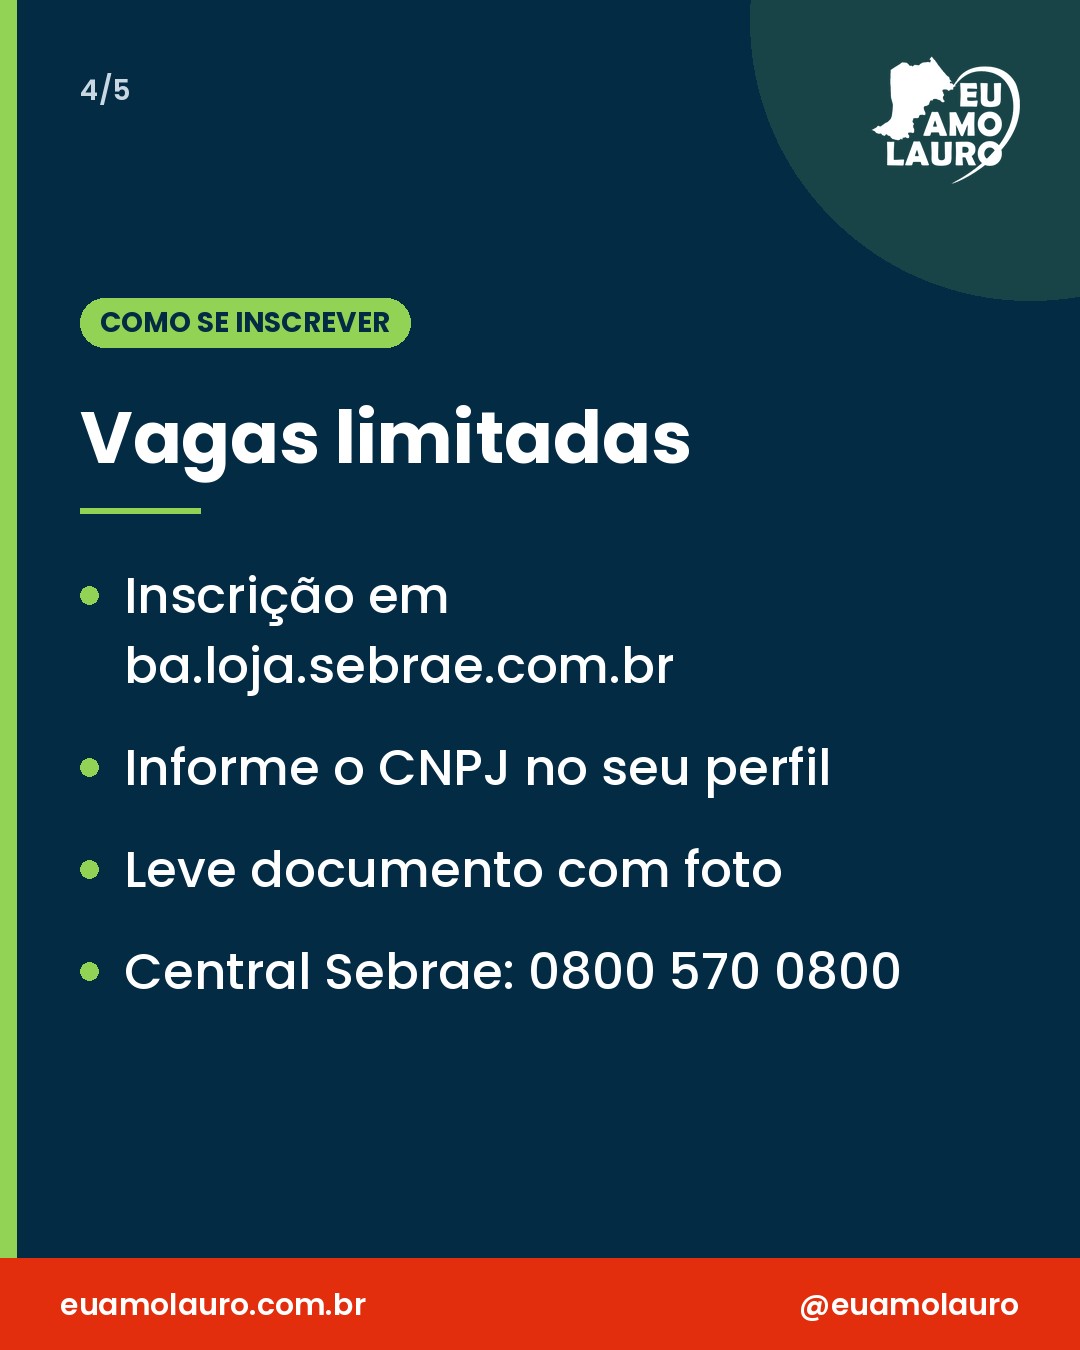 4/5
EU
AMO
LAURO
COMO SE INSCREVER
Vagas limitadas
Inscrição em
ba.loja.sebrae.com.br
Informe o CNPJ no seu perfil
Leve documento com foto
Central Sebrae: 0800 570 0800
euamolauro.com.br
@euamolauro